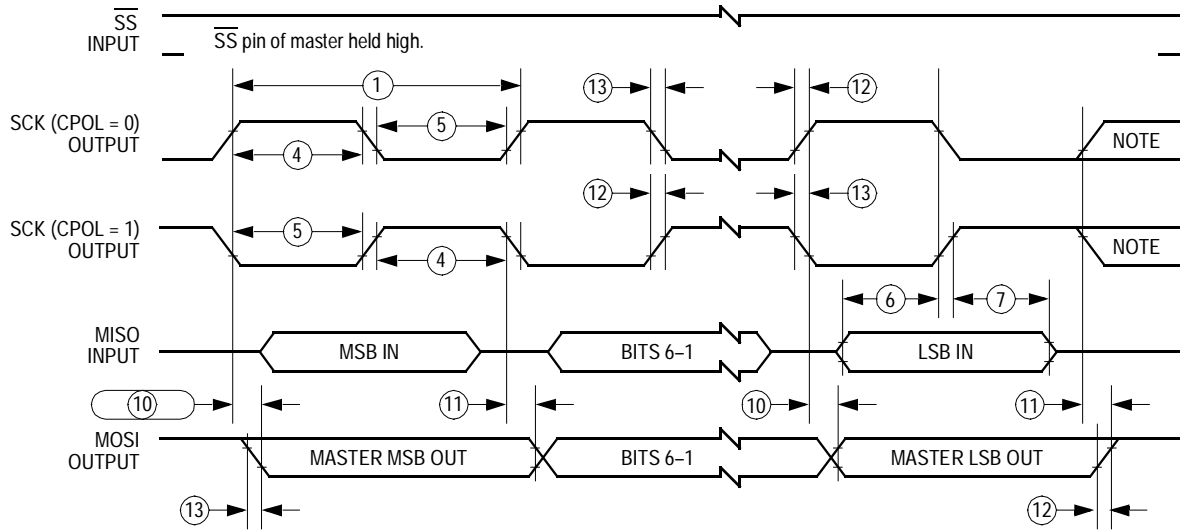 SS
INPUT
SS pin of master held high.
1
13
12
SCK (CPOL = 0)
OUTPUT
5
4
NOTE
12
13
SCK (CPOL = 1)
OUTPUT
5
4
NOTE
6
7
MISO
INPUT
MSB IN
BITS 6–1
LSB IN
10
11
10
11
MOSI
OUTPUT
MASTER MSB OUT
BITS 6–1
MASTER LSB OUT
13
12